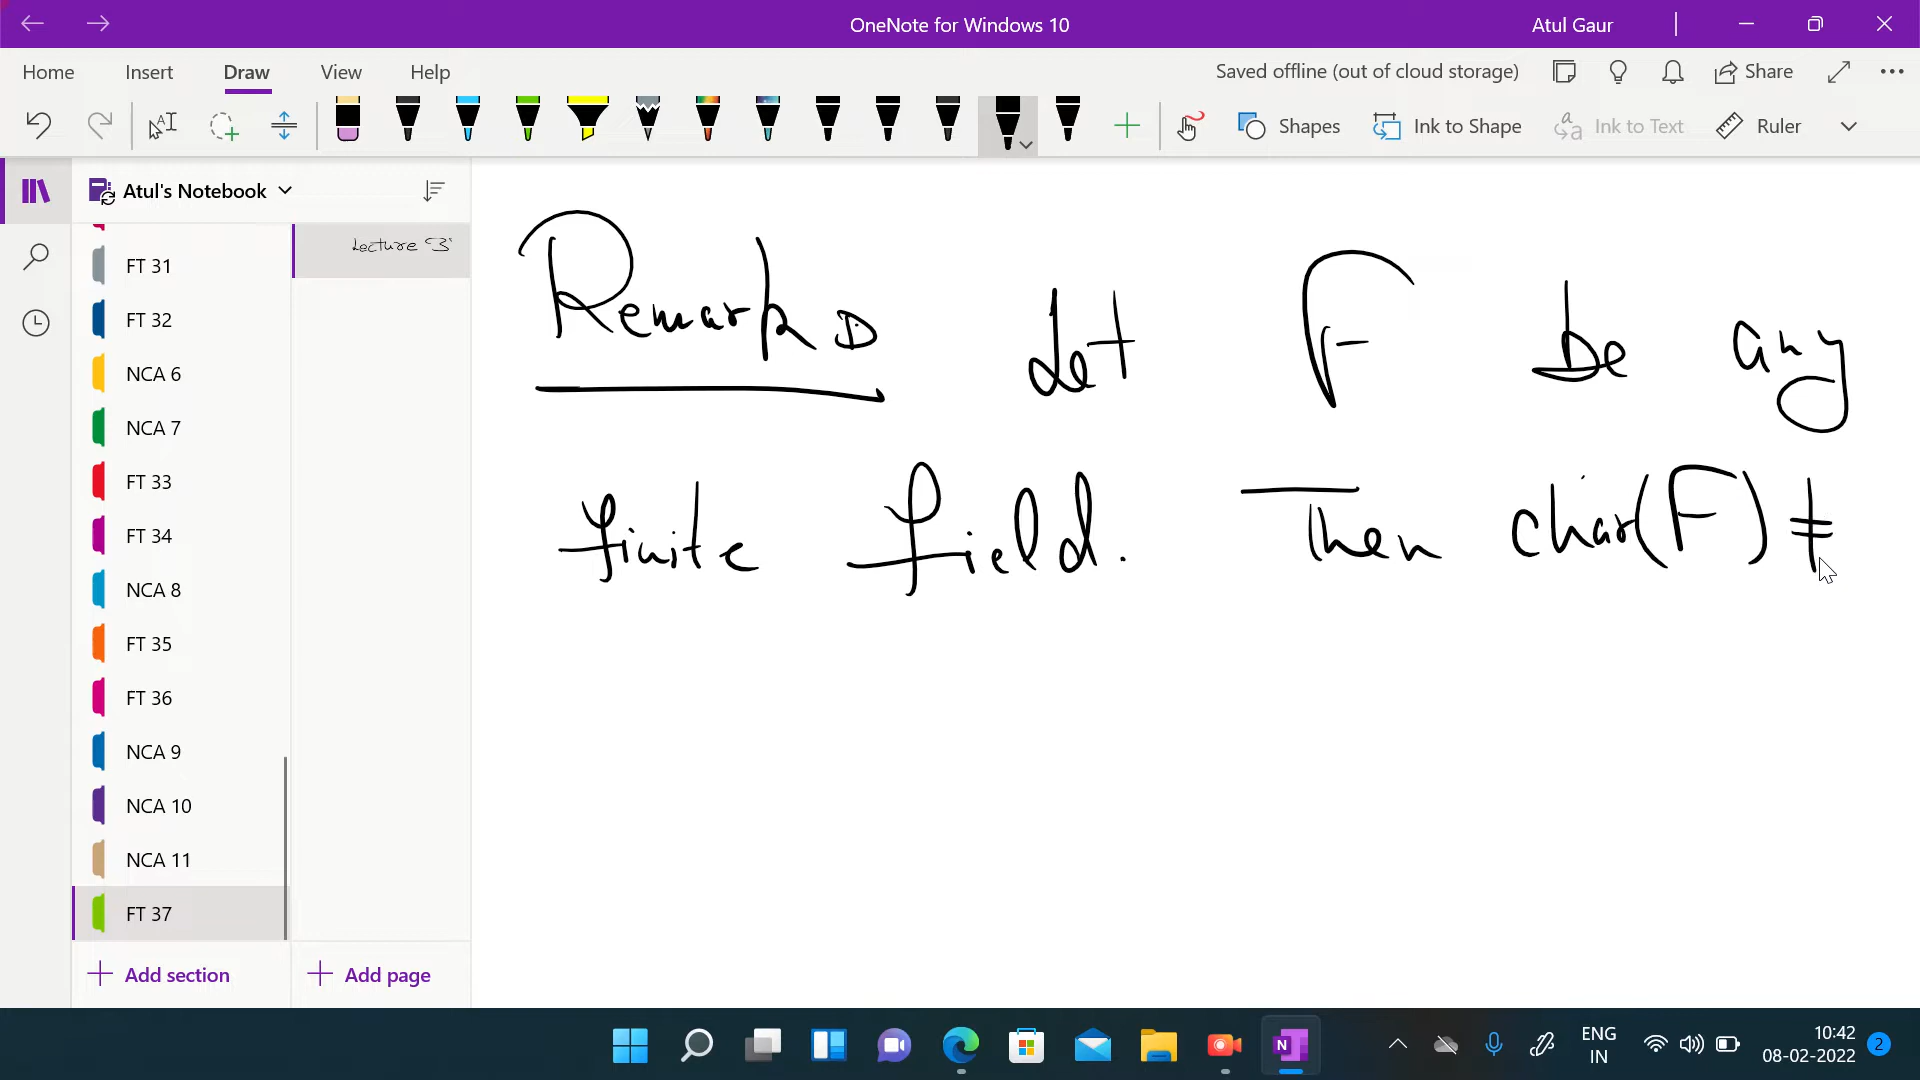 OneNote for Windows 10
Atul Gaur
Home Insert Draw View Help
Saved offline (out of cloud storage)
Share
Shapes
Ink to Shape
Ink to Text
Ruler
Atul's Notebook
Lecture 3
FT 31
FT 32
NCA 6
NCA 7
FT 33
FT 34
NCA 8
FT 35
FT 36
NCA 9
NCA 10
NCA 11
FT 37
Add section
Add page
Remark Let F be any
finite field. Then char(F) ≠
ENG
IN
10:42
08-02-2022
2